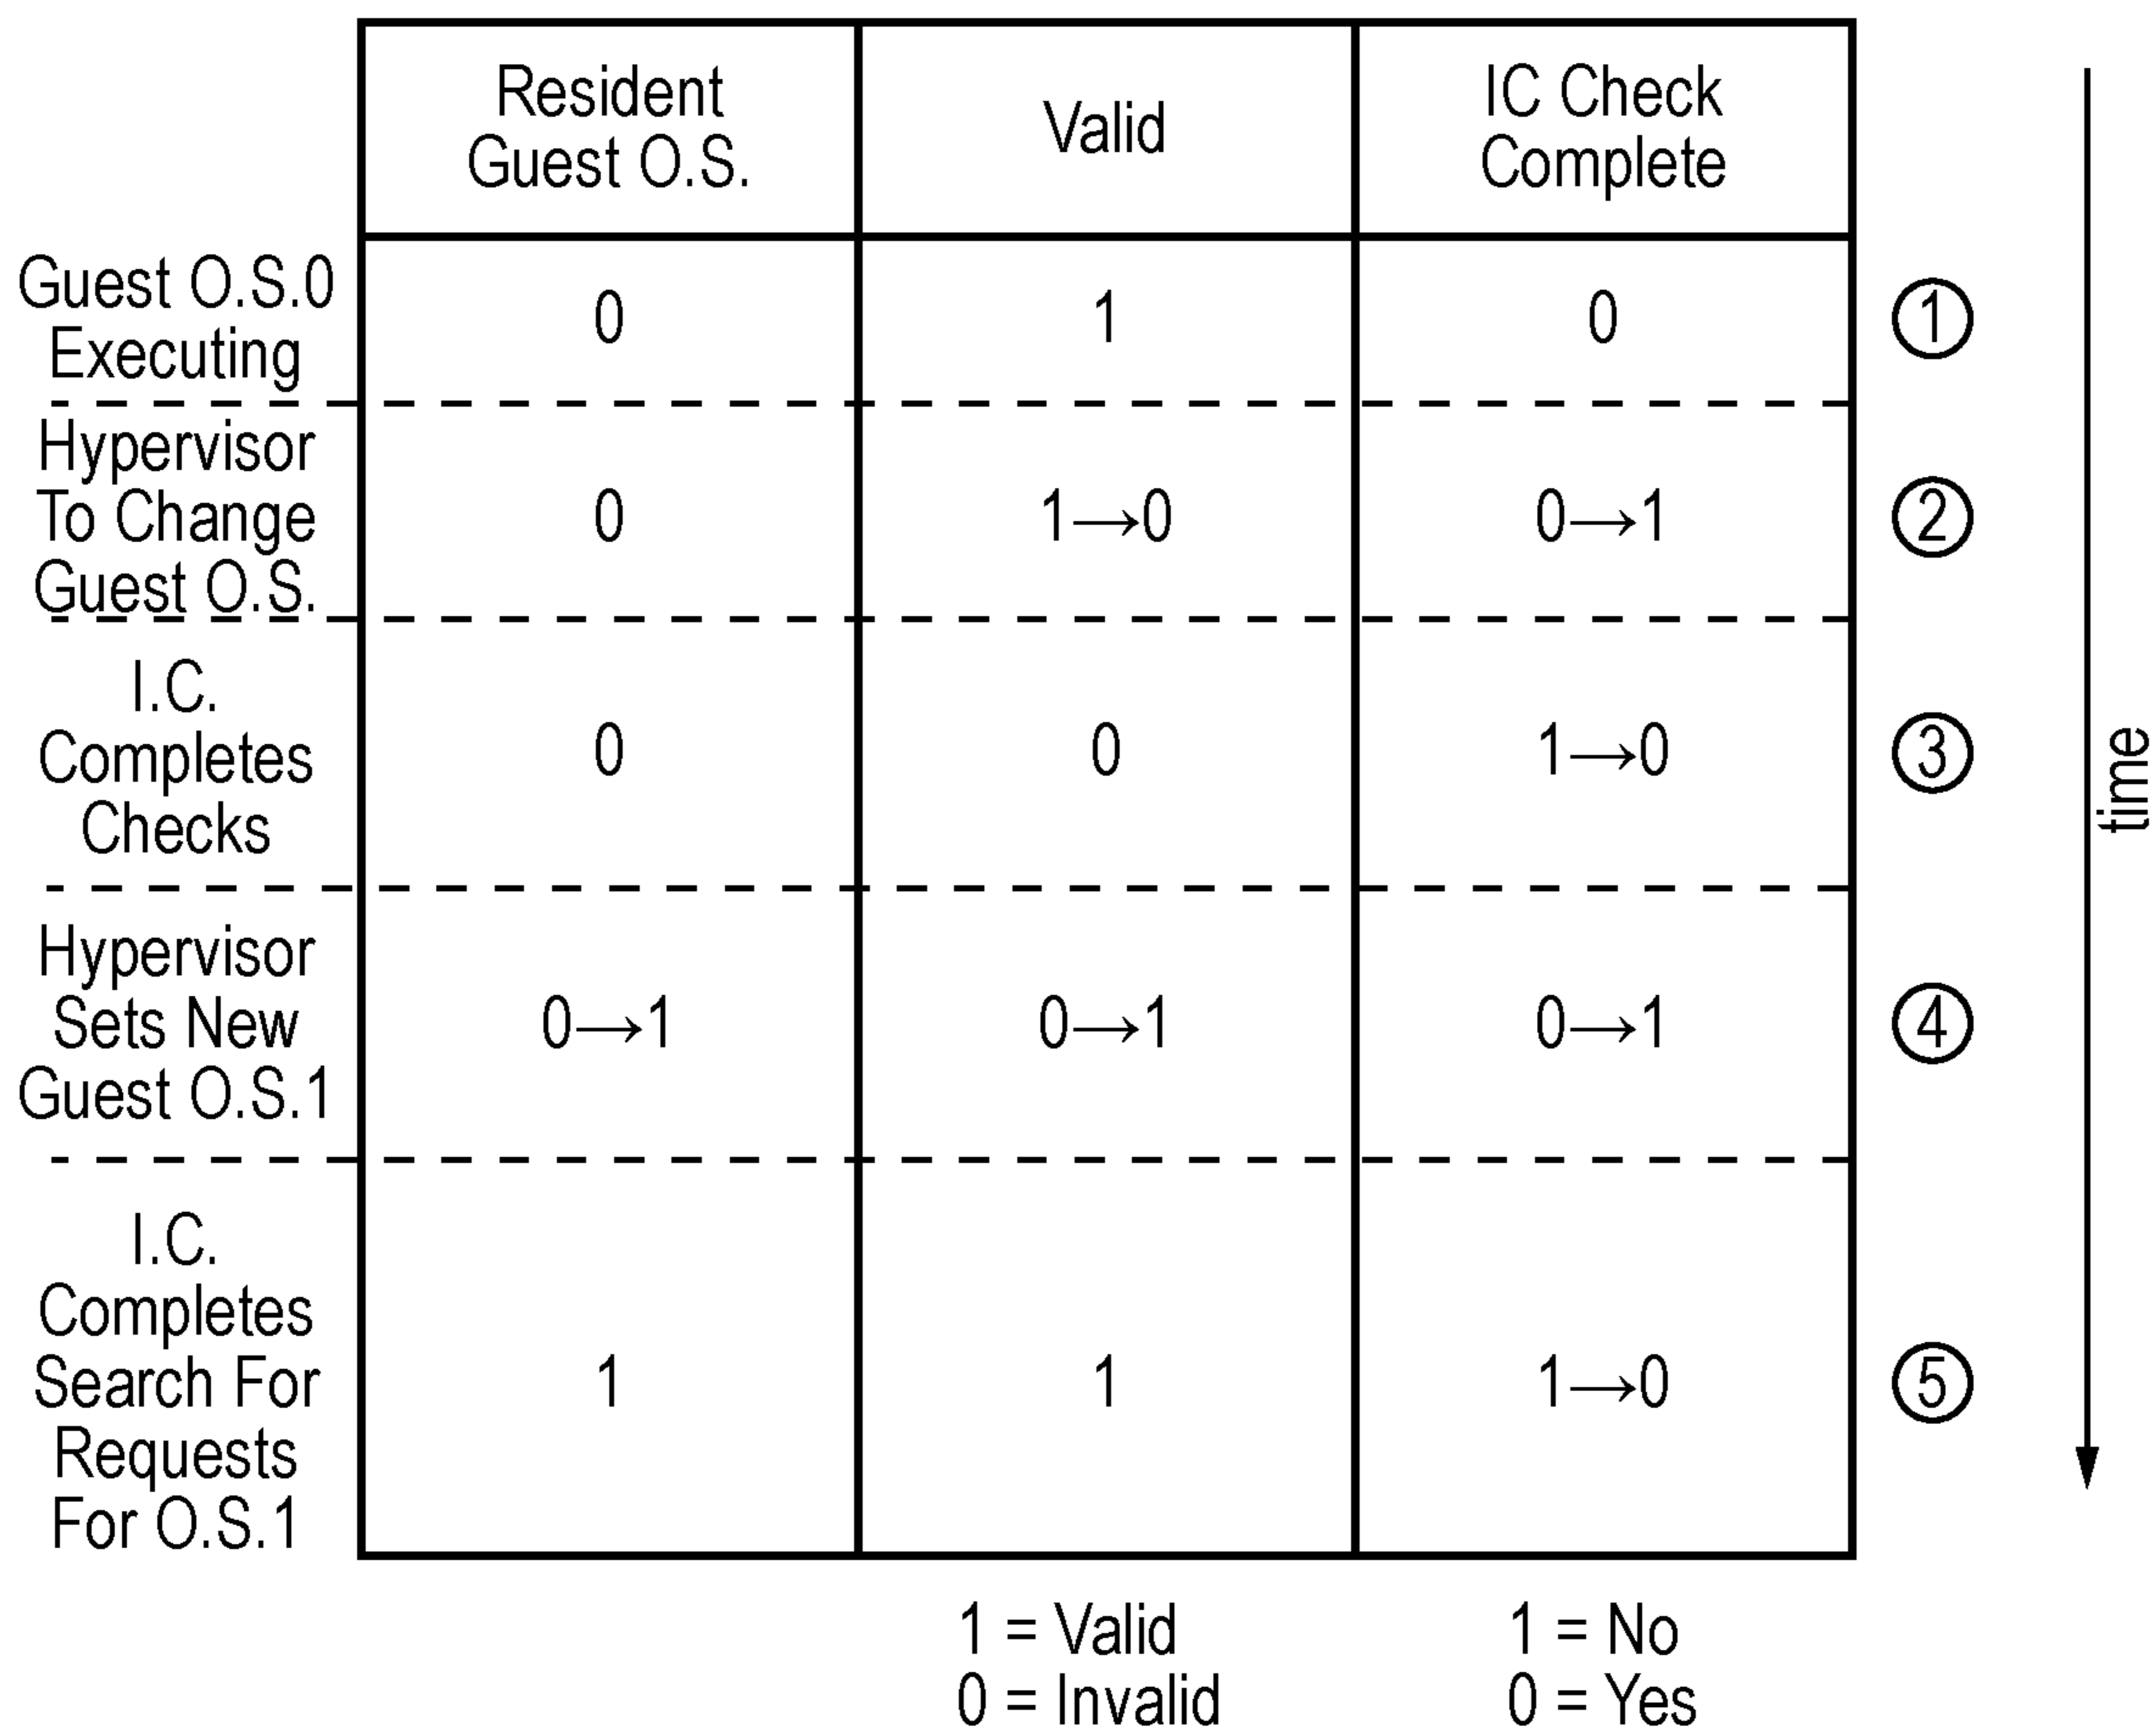 Resident
Guest O.S.
Valid
IC Check
Complete
Guest O.S.0
Executing
0
1
0
1
Hypervisor
To Change
Guest O.S.
0
1→0
0→1
2
I.C.
Completes
Checks
0
0
1→0
3
Hypervisor
Sets New
Guest O.S.1
0→1
0→1
0→1
4
I.C.
Completes
Search For
Requests
For O.S.1
1
1
1→0
5
time
1 = Valid
0 = Invalid
1 = No
0 = Yes